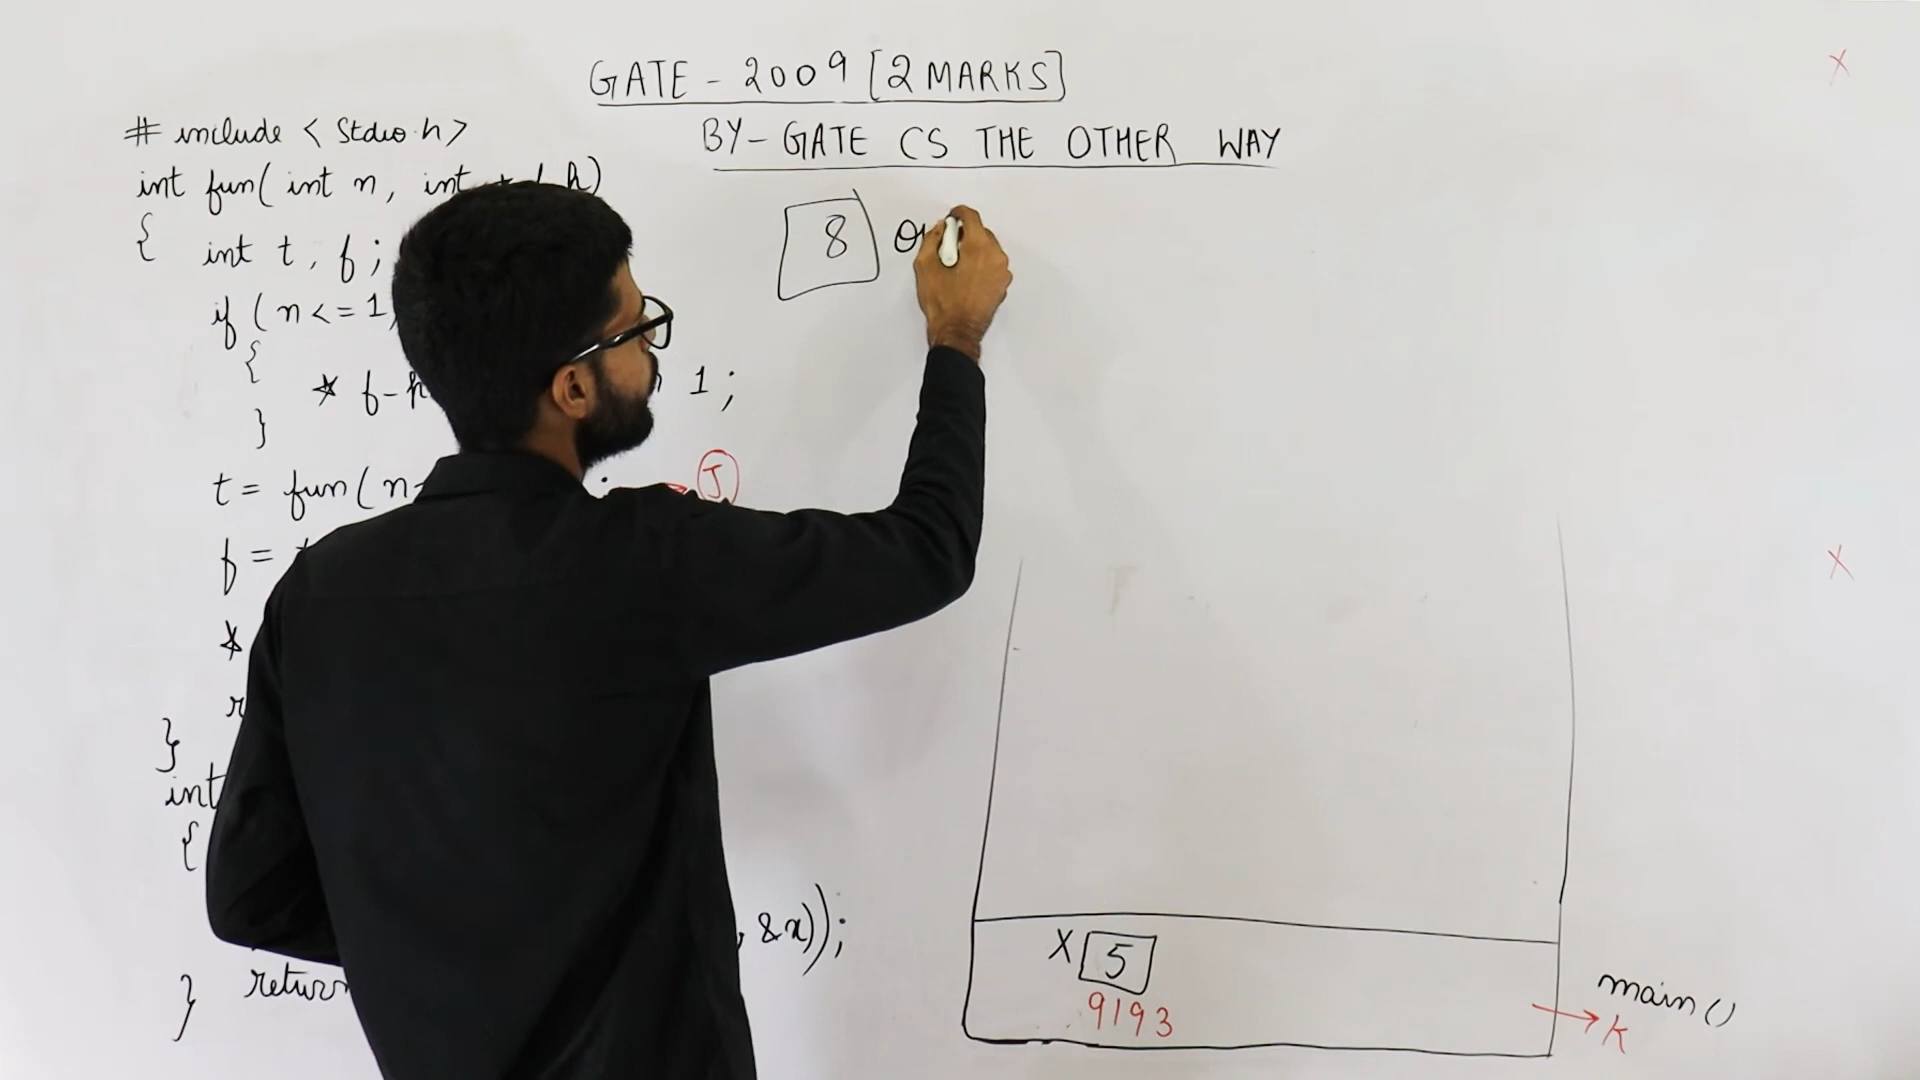 GATE - 2009 [2 MARKS]
BY- GATE CS THE OTHER WAY
# include < Stdio.h>
int fun( int n, int
{ int t, f;
if ( n <= 1
{
* f-p 1;
}
t = fun( n- ; → J
f =
*
}
int
{
, &x));
return
}
8
X 5
9193
main()
→ K
X
X